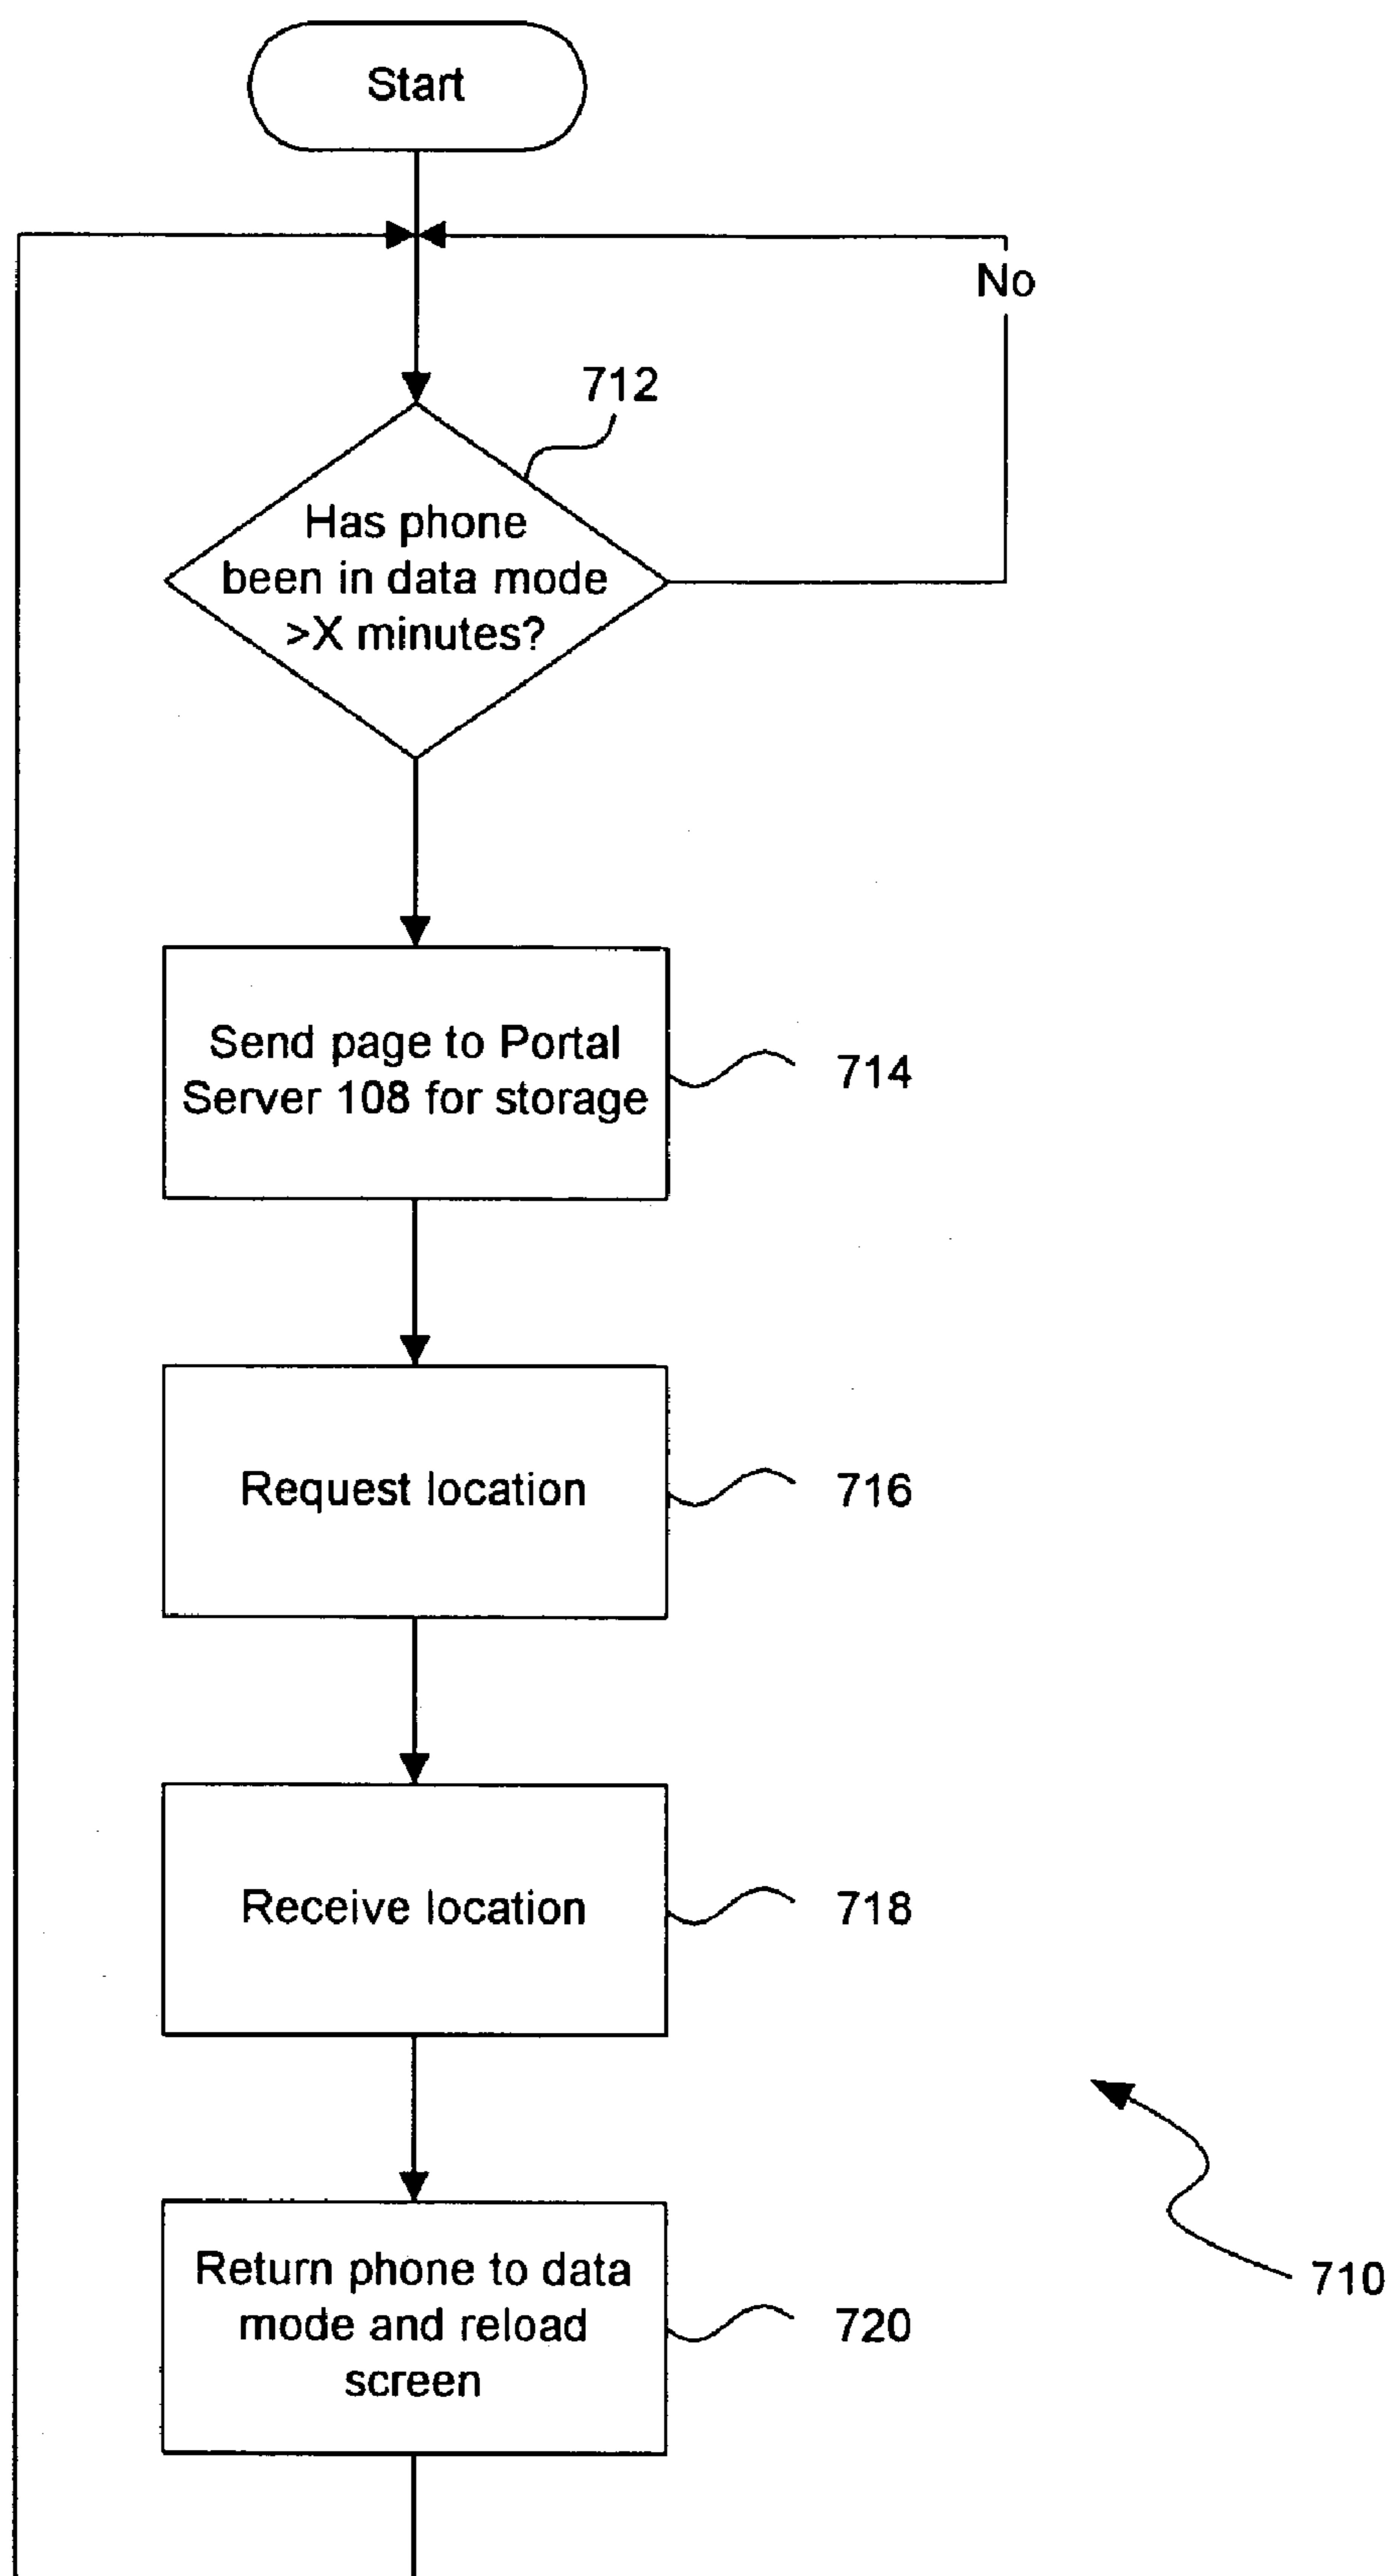 Start
No
712
Has phone
been in data mode
>X minutes?
Send page to Portal
Server 108 for storage
714
Request location
716
Receive location
718
Return phone to data
mode and reload
screen
720
710